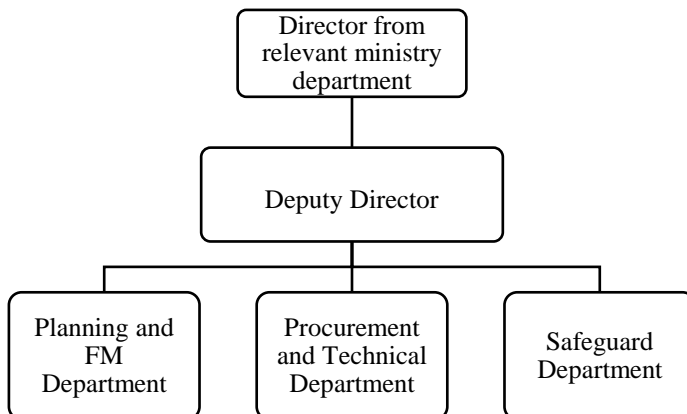 Director from
relevant ministry
department
Deputy Director
Planning and
FM
Department
Procurement
and Technical
Department
Safeguard
Department